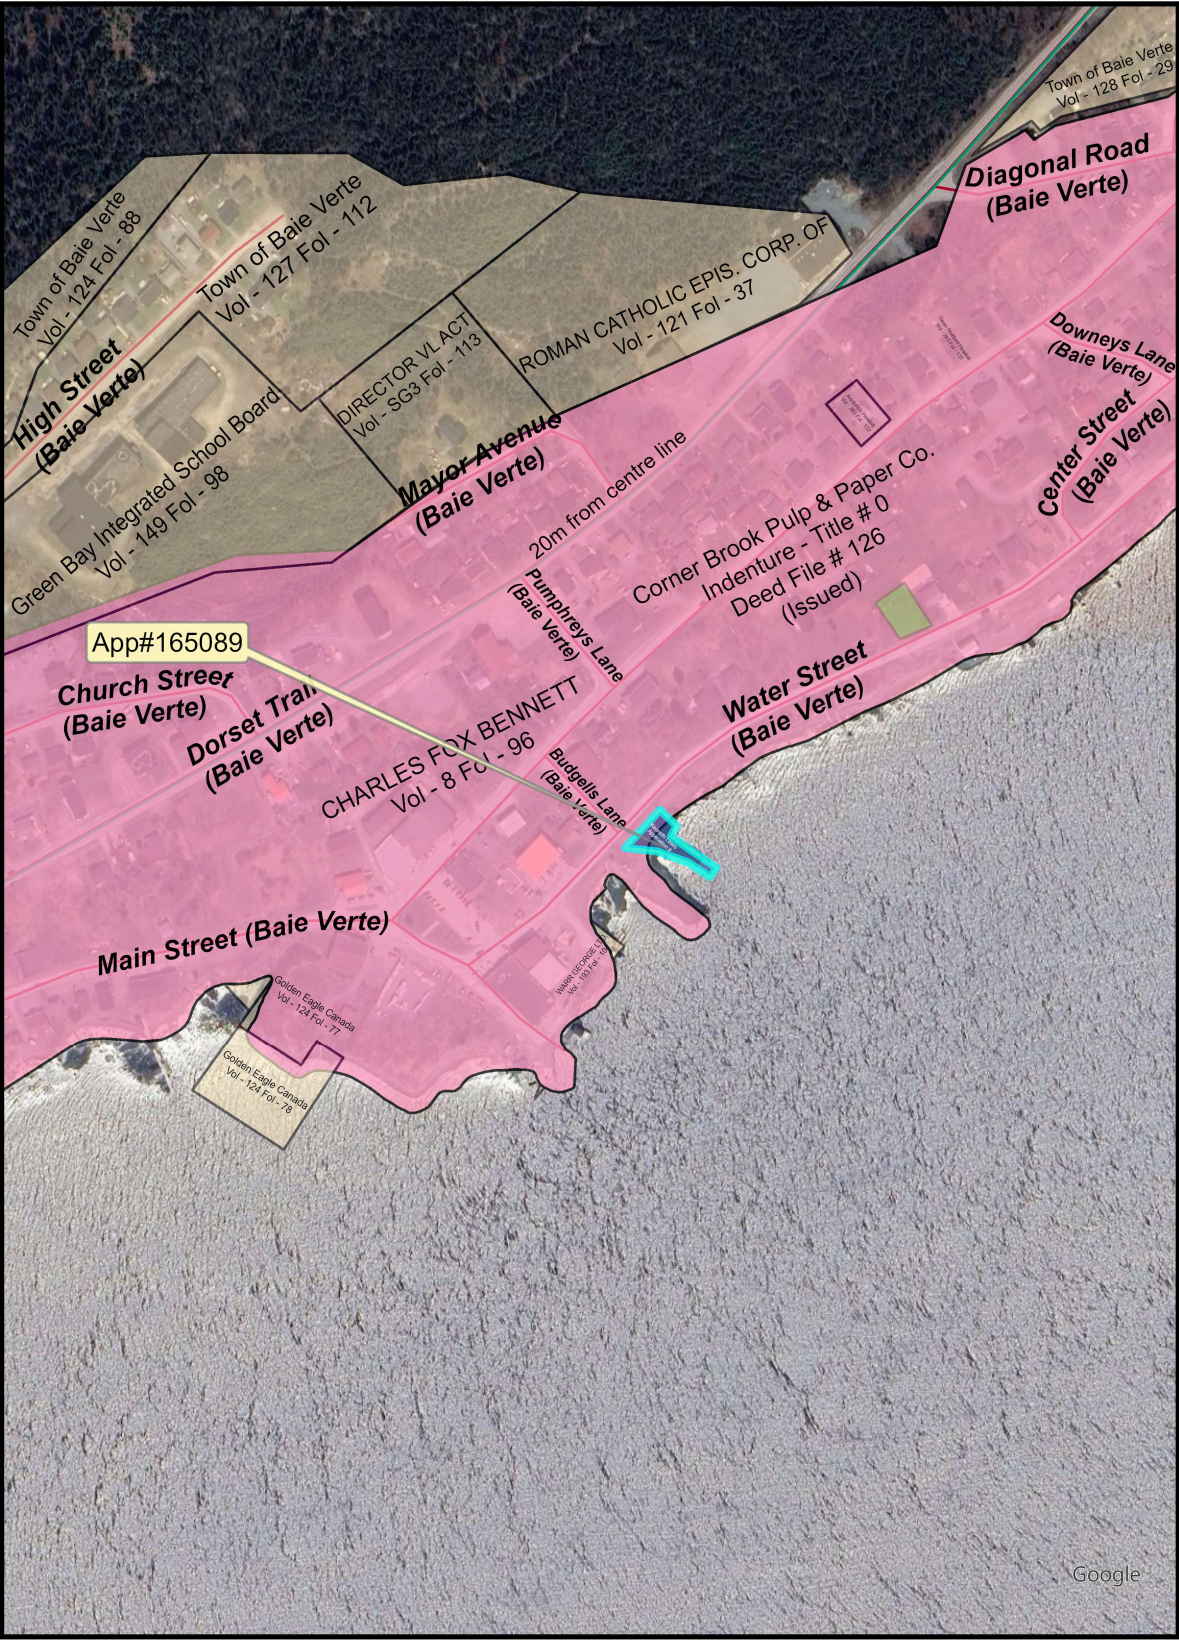 Town of Baie Verte
Vol - 128 Fol - 29
Diagonal Road
(Baie Verte)
Town of Baie Verte
Vol - 124 Fol - 88
Town of Baie Verte
Vol - 127 Fol - 112
ROMAN CATHOLIC EPIS. CORP. OF
Vol - 121 Fol - 37
DIRECTOR VL ACT
Vol - SG3 Fol - 113
High Street
(Baie Verte)
Green Bay Integrated School Board
Vol - 149 Fol - 98
Downeys Lane
(Baie Verte)
Center Street
(Baie Verte)
Mayor Avenue
(Baie Verte)
20m from centre line
Corner Brook Pulp & Paper Co.
Indenture - Title # 0
Deed File # 126
(Issued)
Pumphreys Lane
(Baie Verte)
App#165089
Church Street
(Baie Verte)
Dorset Trail
(Baie Verte)
Water Street
(Baie Verte)
CHARLES FOX BENNETT
Vol - 8 Fol - 96
Budgells Lane
(Baie Verte)
Main Street (Baie Verte)
WARR GEORGE LTD
Vol - 193 Fol - 10
Golden Eagle Canada
Vol - 124 Fol - 77
Golden Eagle Canada
Vol - 124 Fol - 78
Google